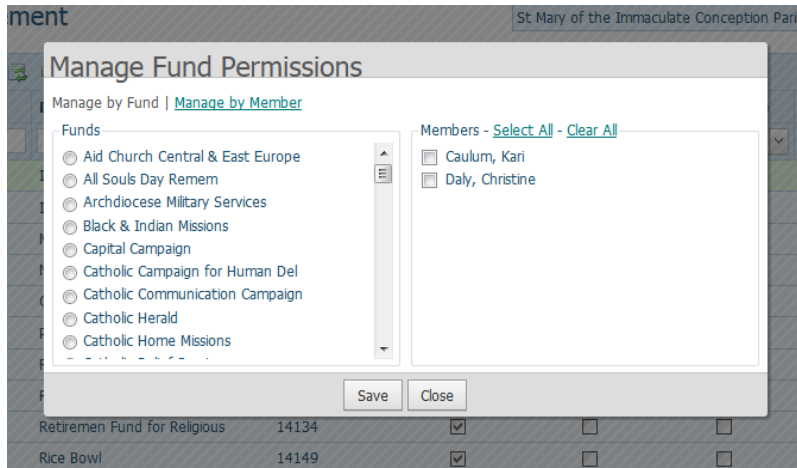 ment
St Mary of the Immaculate Conception Pari
Manage Fund Permissions
Manage by Fund | Manage by Member
Funds
Aid Church Central & East Europe
All Souls Day Remem
Archdiocese Military Services
Black & Indian Missions
Capital Campaign
Catholic Campaign for Human Del
Catholic Communication Campaign
Catholic Herald
Catholic Home Missions
Members - Select All - Clear All
Caulum, Kari
Daly, Christine
Save
Close
Retiremen Fund for Religious 14134
Rice Bowl 14149